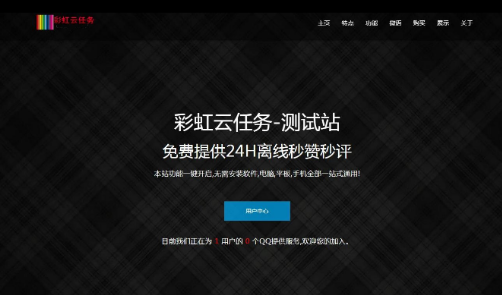 彩虹云任务
主页 特点 功能 微语 购买 展示 关于
彩虹云任务-测试站
免费提供24H离线秒赞秒评
本站功能一键开启,无需安装软件,电脑,平板,手机全部一站式通用!
用户中心
目前我们正在为 1 用户的 0 个QQ提供服务,欢迎您的加入。